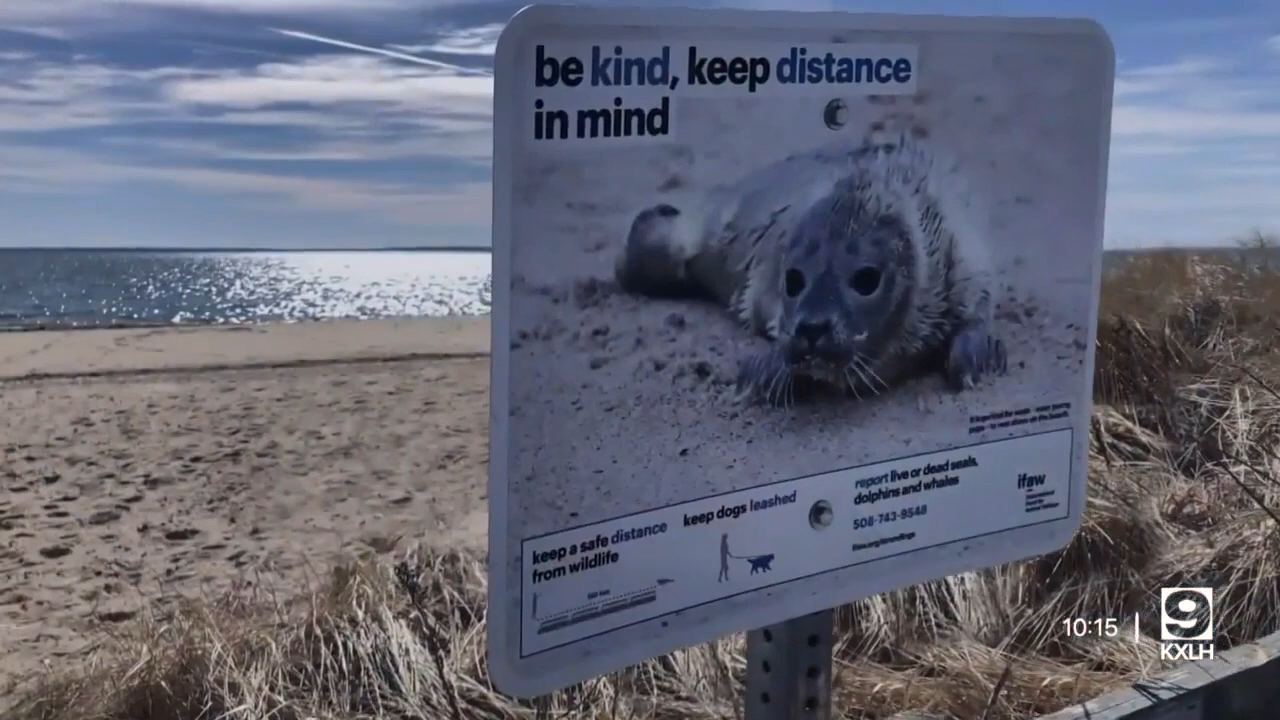 be kind, keep distance
in mind
keep a safe distance
from wildlife
keep dogs leashed
report live or dead seals,
dolphins and whales
508-743-9548
ifaw
10:15
9
KXLH